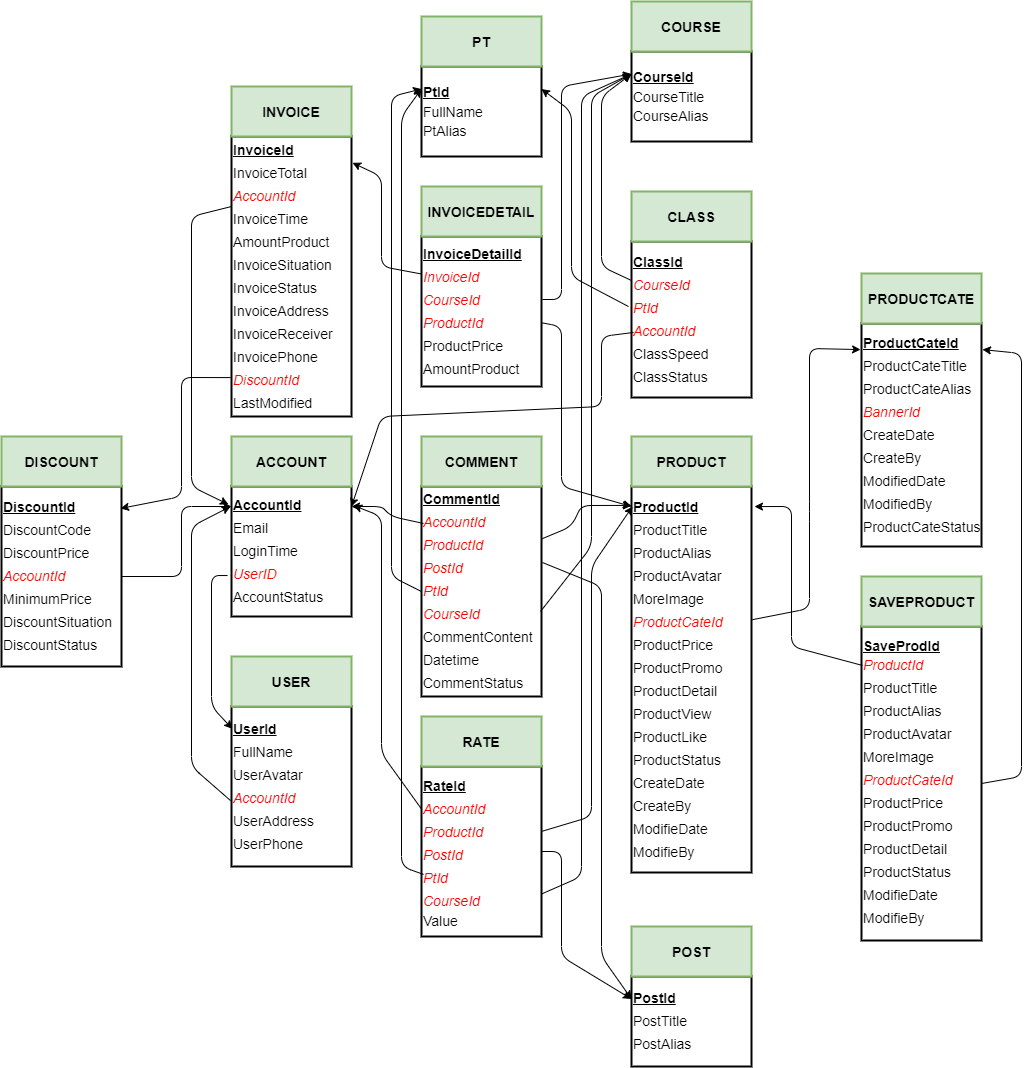 PT
PtId
FullName
PtAlias
COURSE
CourseId
CourseTitle
CourseAlias
INVOICE
InvoiceId
InvoiceTotal
AccountId
InvoiceTime
AmountProduct
InvoiceSituation
InvoiceStatus
InvoiceAddress
InvoiceReceiver
InvoicePhone
DiscountId
LastModified
INVOICEDETAIL
InvoiceDetailId
InvoiceId
CourseId
ProductId
ProductPrice
AmountProduct
CLASS
ClassId
CourseId
PtId
AccountId
ClassSpeed
ClassStatus
PRODUCTCATE
ProductCateId
ProductCateTitle
ProductCateAlias
BannerId
CreateDate
CreateBy
ModifiedDate
ModifiedBy
ProductCateStatus
DISCOUNT
DiscountId
DiscountCode
DiscountPrice
AccountId
MinimumPrice
DiscountSituation
DiscountStatus
ACCOUNT
AccountId
Email
LoginTime
UserID
AccountStatus
COMMENT
CommentId
AccountId
ProductId
PostId
PtId
CourseId
CommentContent
Datetime
CommentStatus
PRODUCT
ProductId
ProductTitle
ProductAlias
ProductAvatar
MoreImage
ProductCateId
ProductPrice
ProductPromo
ProductDetail
ProductView
ProductLike
ProductStatus
CreateDate
CreateBy
ModifieDate
ModifieBy
SAVEPRODUCT
SaveProdId
ProductId
ProductTitle
ProductAlias
ProductAvatar
MoreImage
ProductCateId
ProductPrice
ProductPromo
ProductDetail
ProductStatus
ModifieDate
ModifieBy
USER
UserId
FullName
UserAvatar
AccountId
UserAddress
UserPhone
RATE
RateId
AccountId
ProductId
PostId
PtId
CourseId
Value
POST
PostId
PostTitle
PostAlias